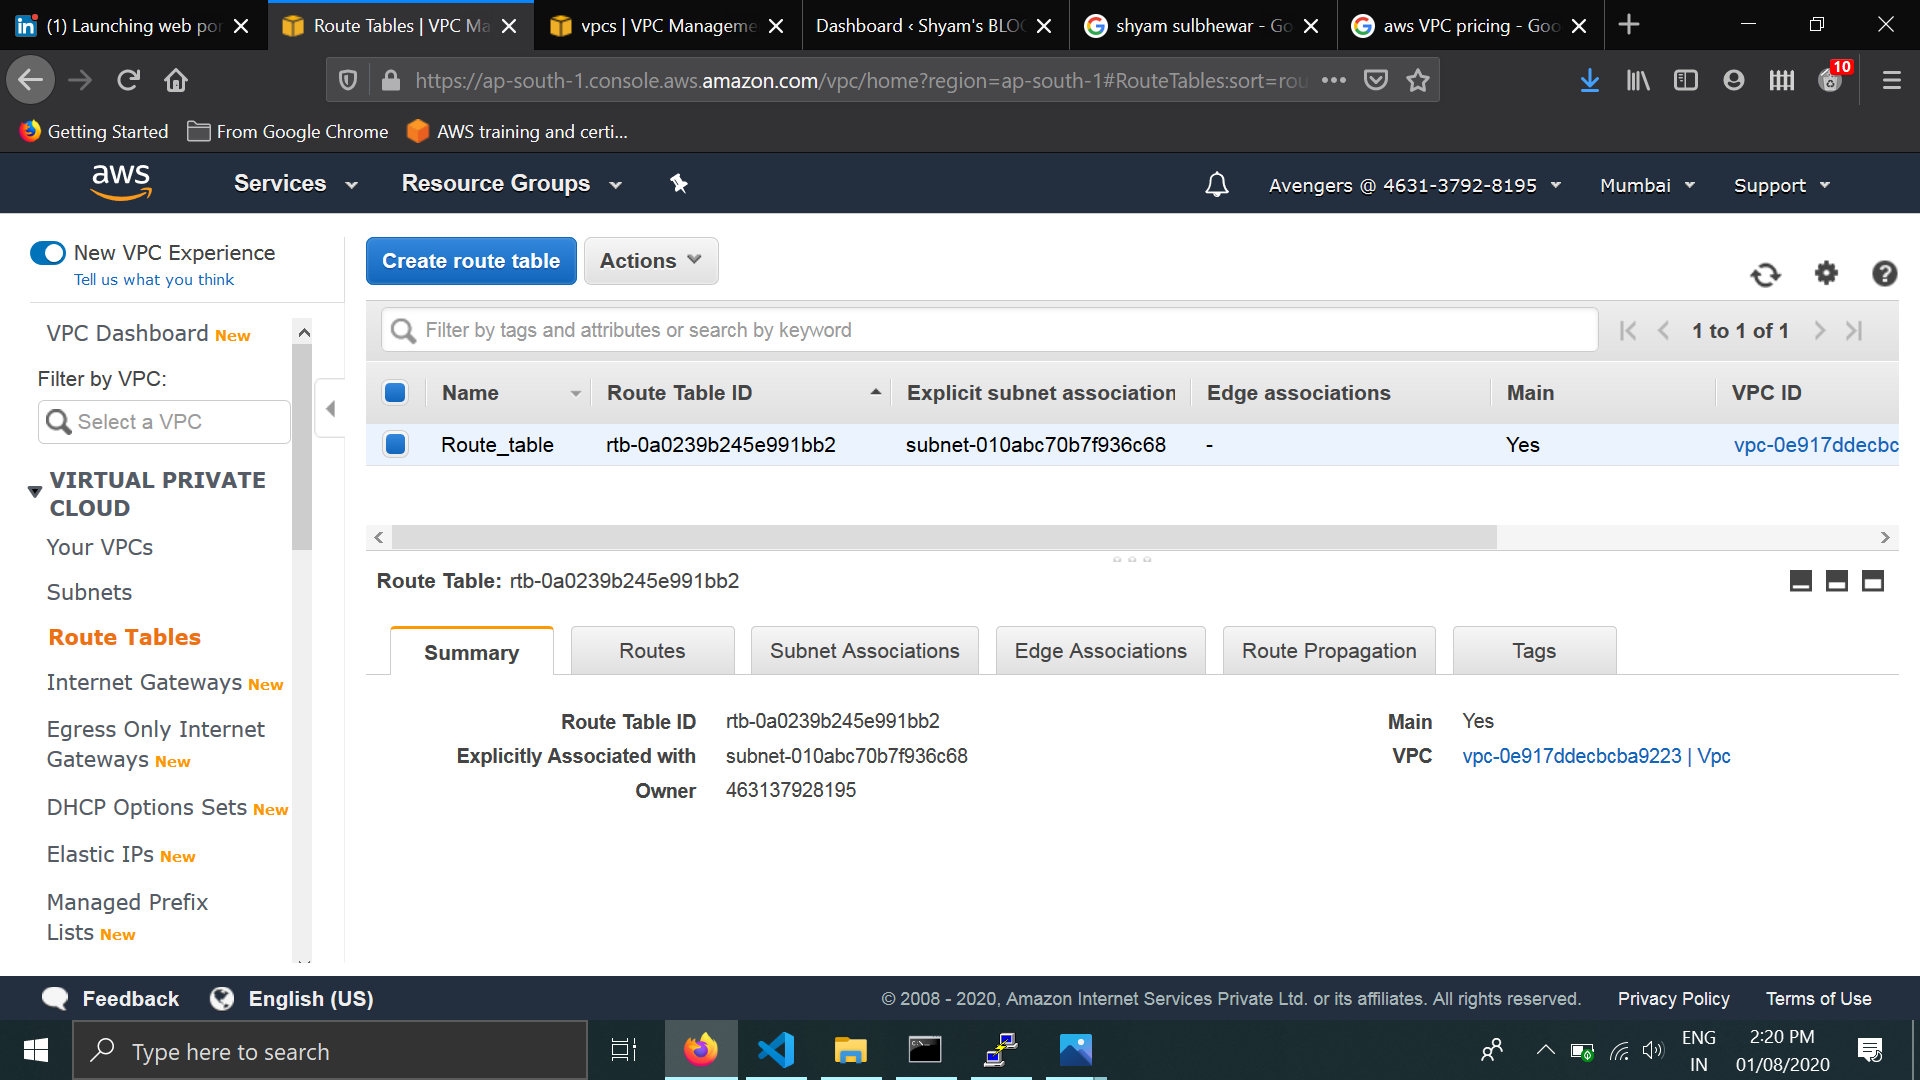 (1) Launching web por
Route Tables | VPC Ma
vpcs | VPC Manageme
Dashboard ‹ Shyam's BLOG
shyam sulbhewar - Go
aws VPC pricing - Goo
https://ap-south-1.console.aws.amazon.com/vpc/home?region=ap-south-1#RouteTables:sort=rou
10
Getting Started
From Google Chrome
AWS training and certi...
aws
Services
Resource Groups
Avengers @ 4631-3792-8195
Mumbai
Support
New VPC Experience
Tell us what you think
VPC Dashboard New
Filter by VPC:
Select a VPC
VIRTUAL PRIVATE
CLOUD
Your VPCs
Subnets
Route Tables
Internet Gateways New
Egress Only Internet
Gateways New
DHCP Options Sets New
Elastic IPs New
Managed Prefix
Lists New
Create route table
Actions
Filter by tags and attributes or search by keyword
1 to 1 of 1
Name Route Table ID Explicit subnet association Edge associations Main VPC ID
Route_table rtb-0a0239b245e991bb2 subnet-010abc70b7f936c68 - Yes vpc-0e917ddecbc
Route Table: rtb-0a0239b245e991bb2
Summary
Routes
Subnet Associations
Edge Associations
Route Propagation
Tags
Route Table ID rtb-0a0239b245e991bb2
Explicitly Associated with subnet-010abc70b7f936c68
Owner 463137928195
Main Yes
VPC vpc-0e917ddecbcba9223 | Vpc
Feedback
English (US)
© 2008 - 2020, Amazon Internet Services Private Ltd. or its affiliates. All rights reserved.
Privacy Policy
Terms of Use
Type here to search
ENG
IN
2:20 PM
01/08/2020